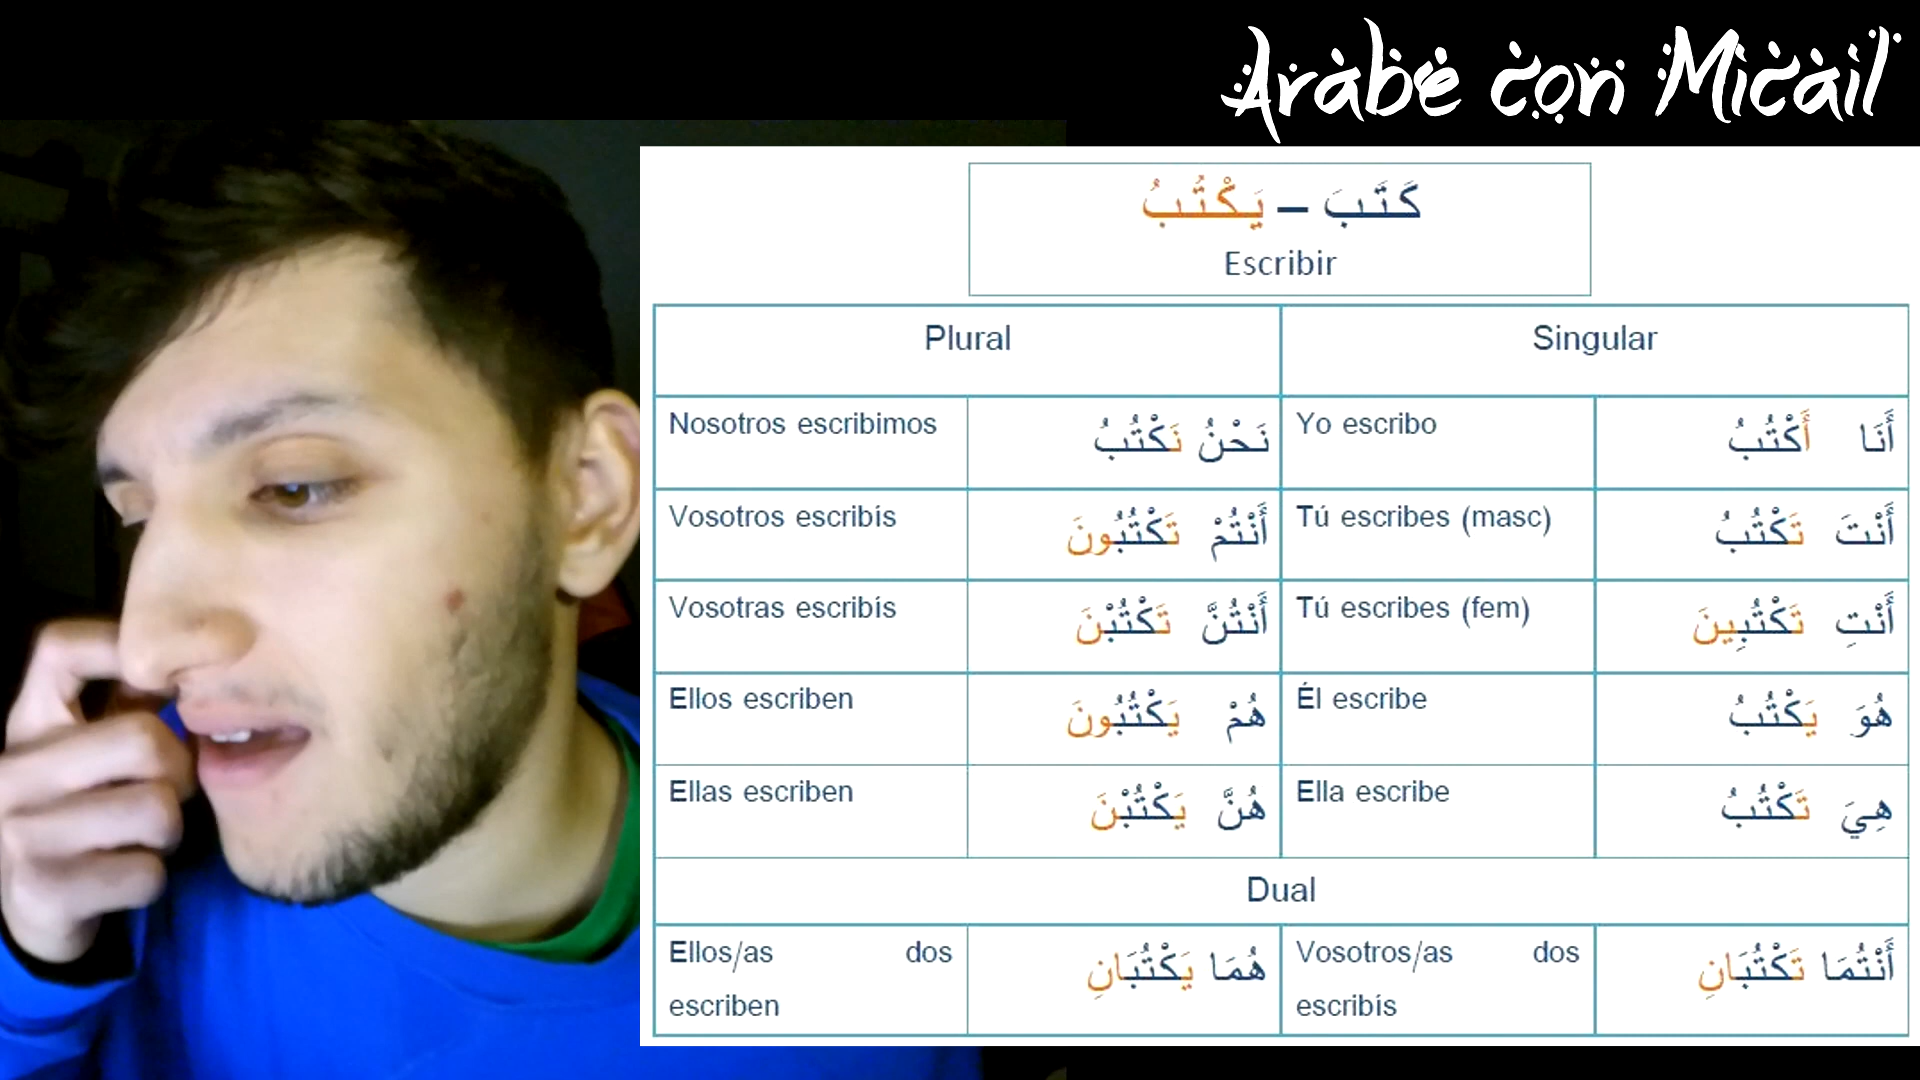 Arabe con Micail
كَتَبَ – يَكْتُبُ
Escribir
Plural Singular
Nosotros escribimos نَحْنُ نَكْتُبُ Yo escribo أَنَا أَكْتُبُ
Vosotros escribís أَنْتُمْ تَكْتُبُونَ Tú escribes (masc) أَنْتَ تَكْتُبُ
Vosotras escribís أَنْتُنَّ تَكْتُبْنَ Tú escribes (fem) أَنْتِ تَكْتُبِينَ
Ellos escriben هُمْ يَكْتُبُونَ Él escribe هُوَ يَكْتُبُ
Ellas escriben هُنَّ يَكْتُبْنَ Ella escribe هِيَ تَكْتُبُ
Dual
Ellos/as dos هُمَا يَكْتُبَانِ Vosotros/as dos أَنْتُمَا تَكْتُبَانِ
escriben escribís